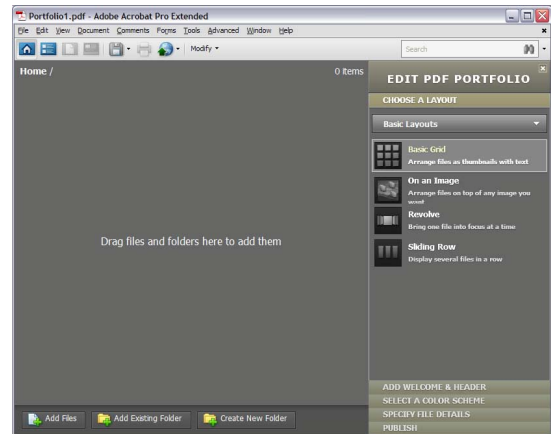 Portfolio1.pdf - Adobe Acrobat Pro Extended
File Edit View Document Comments Forms Tools Advanced Window Help
Modify
Search
Home /
0 items
Drag files and folders here to add them
Add Files
Add Existing Folder
Create New Folder
EDIT PDF PORTFOLIO
CHOOSE A LAYOUT
Basic Layouts
Basic Grid
Arrange files as thumbnails with text
On an Image
Arrange files on top of any image you
want
Revolve
Bring one file into focus at a time
Sliding Row
Display several files in a row
ADD WELCOME & HEADER
SELECT A COLOR SCHEME
SPECIFY FILE DETAILS
PUBLISH